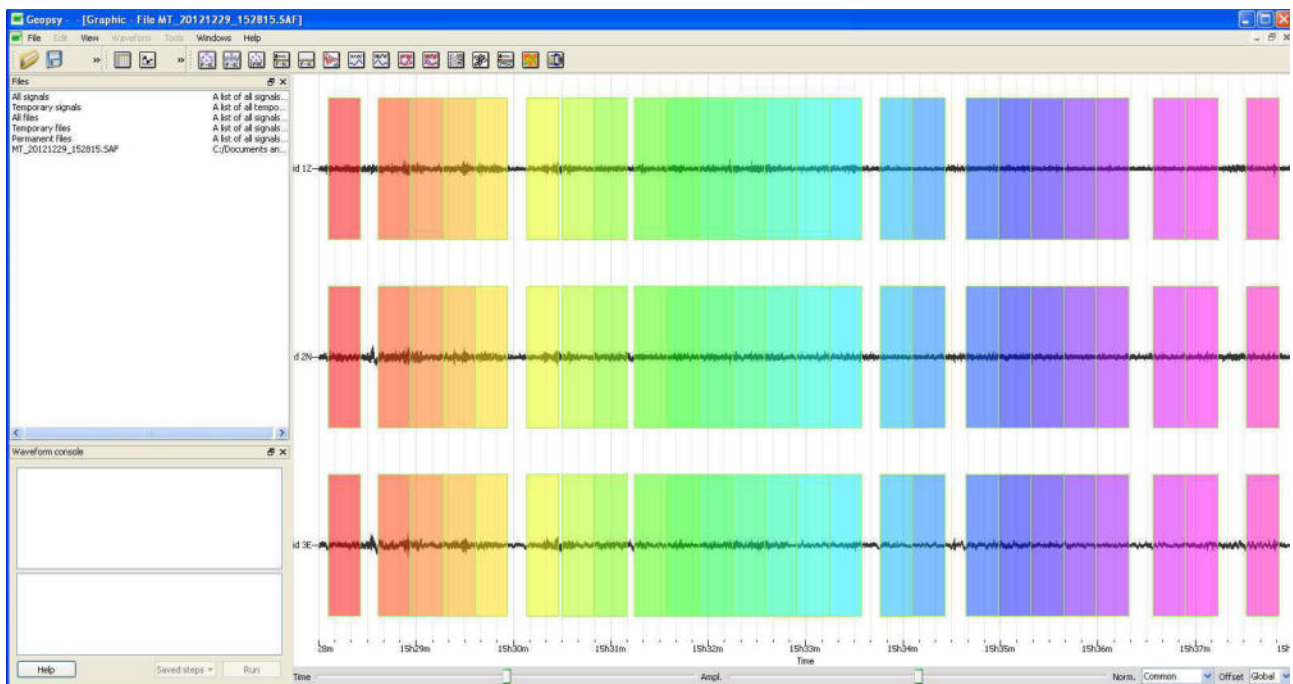 Geopsy - - [Graphic - File MT_20121229_152815.SAF]
File Edit View Waveform Tools Windows Help
Files
All signals A list of all signals...
Temporary signals A list of all tempo...
All files A list of all signals...
Temporary files A list of all signals...
Permanent files A list of all signals...
MT_20121229_152815.SAF C:/Documents an...
Waveform console
Help Saved steps Run
id 1Z
id 2N
id 3E
28m 15h29m 15h30m 15h31m 15h32m 15h33m 15h34m 15h35m 15h36m 15h37m 15h
Time
Time Ampl. Norm. Common Offset Global